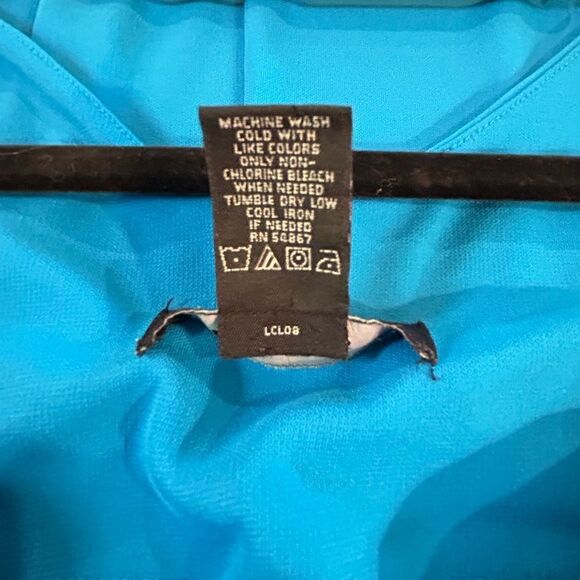 MACHINE WASH
COLD WITH
LIKE COLORS
ONLY NON-
CHLORINE BLEACH
WHEN NEEDED
TUMBLE DRY LOW
COOL IRON
IF NEEDED
RN 54867
LCL08